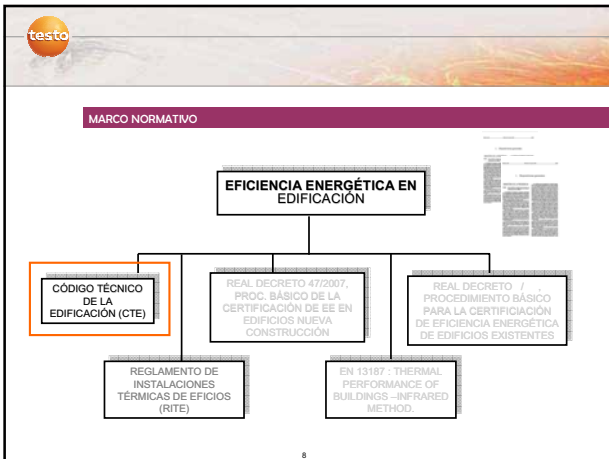 testo
MARCO NORMATIVO
EFICIENCIA ENERGÉTICA EN
EDIFICACIÓN
CÓDIGO TÉCNICO
DE LA
EDIFICACIÓN (CTE)
REAL DECRETO 47/2007,
PROC. BÁSICO DE LA
CERTIFICACIÓN DE EE EN
EDIFICIOS NUEVA
CONSTRUCCIÓN
REAL DECRETO / .
PROCEDIMIENTO BÁSICO
PARA LA CERTIFICIACIÓN
DE EFICIENCIA ENERGÉTICA
DE EDIFICIOS EXISTENTES
REGLAMENTO DE
INSTALACIONES
TÉRMICAS DE EFICIOS
(RITE)
EN 13187 : THERMAL
PERFORMANCE OF
BUILDINGS –INFRARED
METHOD.
8